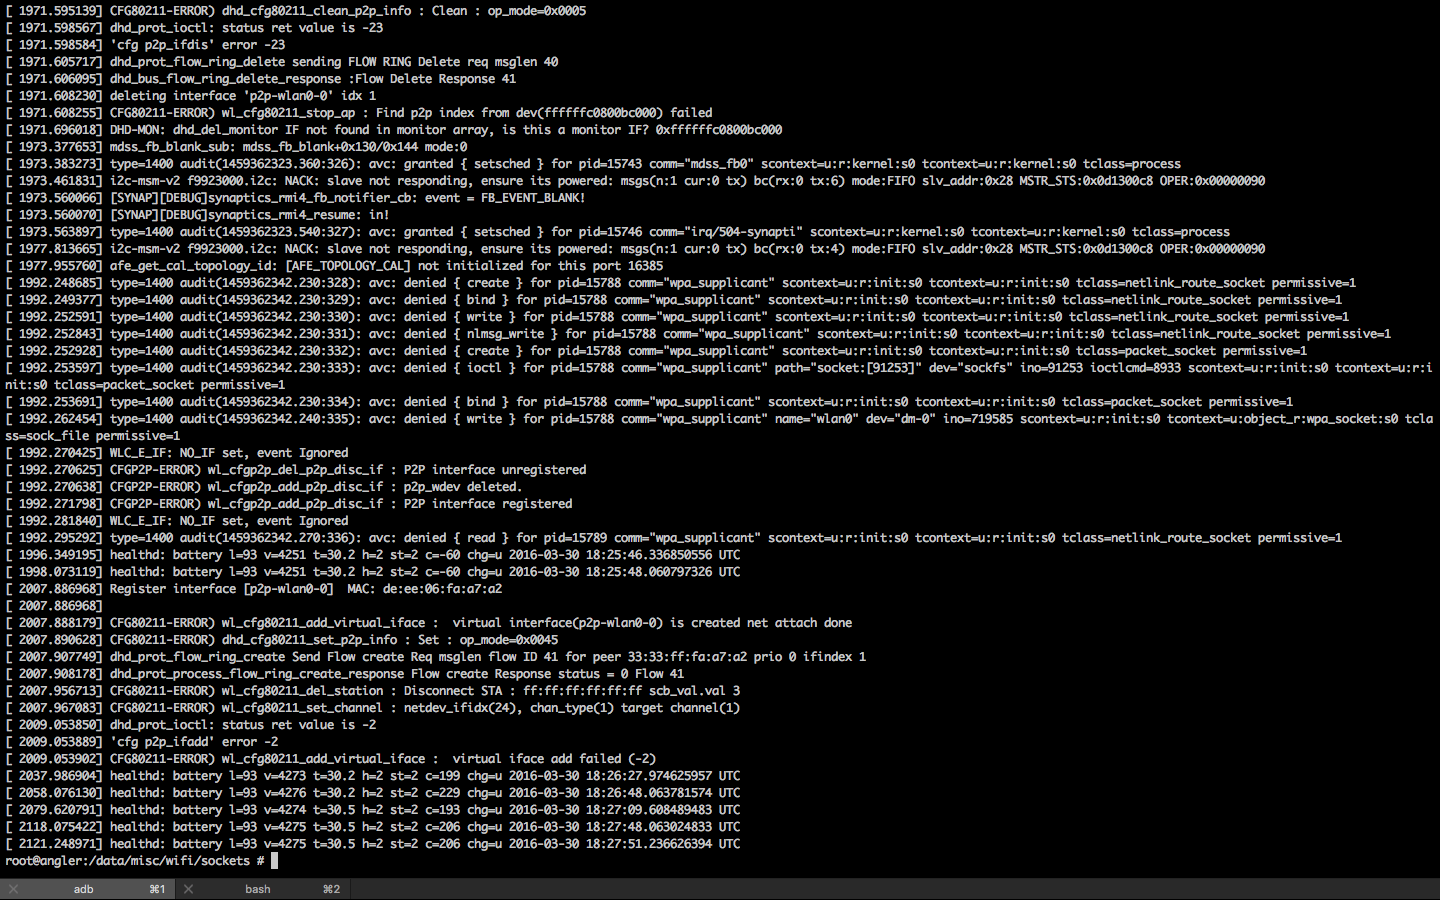 [ 1971.595139] CFG80211-ERROR) dhd_cfg80211_clean_p2p_info : Clean : op_mode=0x0005
[ 1971.598567] dhd_prot_ioctl: status ret value is -23
[ 1971.598584] 'cfg p2p_ifdis' error -23
[ 1971.605717] dhd_prot_flow_ring_delete sending FLOW RING Delete req msglen 40
[ 1971.606095] dhd_bus_flow_ring_delete_response :Flow Delete Response 41
[ 1971.608230] deleting interface 'p2p-wlan0-0' idx 1
[ 1971.608255] CFG80211-ERROR) wl_cfg80211_stop_ap : Find p2p index from dev(ffffffc0800bc000) failed
[ 1971.696018] DHD-MON: dhd_del_monitor IF not found in monitor array, is this a monitor IF? 0xffffffc0800bc000
[ 1973.377653] mdss_fb_blank_sub: mdss_fb_blank+0x130/0x144 mode:0
[ 1973.383273] type=1400 audit(1459362323.360:326): avc: granted { setsched } for pid=15743 comm="mdss_fb0" scontext=u:r:kernel:s0 tcontext=u:r:kernel:s0 tclass=process
[ 1973.461831] i2c-msm-v2 f9923000.i2c: NACK: slave not responding, ensure its powered: msgs(n:1 cur:0 tx) bc(rx:0 tx:6) mode:FIFO slv_addr:0x28 MSTR_STS:0x0d1300c8 OPER:0x00000090
[ 1973.560066] [SYNAP][DEBUG]synaptics_rmi4_fb_notifier_cb: event = FB_EVENT_BLANK!
[ 1973.560070] [SYNAP][DEBUG]synaptics_rmi4_resume: in!
[ 1973.563897] type=1400 audit(1459362323.540:327): avc: granted { setsched } for pid=15746 comm="irq/504-synapti" scontext=u:r:kernel:s0 tcontext=u:r:kernel:s0 tclass=process
[ 1977.813665] i2c-msm-v2 f9923000.i2c: NACK: slave not responding, ensure its powered: msgs(n:1 cur:0 tx) bc(rx:0 tx:4) mode:FIFO slv_addr:0x28 MSTR_STS:0x0d1300c8 OPER:0x00000090
[ 1977.955760] afe_get_cal_topology_id: [AFE_TOPOLOGY_CAL] not initialized for this port 16385
[ 1992.248685] type=1400 audit(1459362342.230:328): avc: denied { create } for pid=15788 comm="wpa_supplicant" scontext=u:r:init:s0 tcontext=u:r:init:s0 tclass=netlink_route_socket permissive=1
[ 1992.249377] type=1400 audit(1459362342.230:329): avc: denied { bind } for pid=15788 comm="wpa_supplicant" scontext=u:r:init:s0 tcontext=u:r:init:s0 tclass=netlink_route_socket permissive=1
[ 1992.252591] type=1400 audit(1459362342.230:330): avc: denied { write } for pid=15788 comm="wpa_supplicant" scontext=u:r:init:s0 tcontext=u:r:init:s0 tclass=netlink_route_socket permissive=1
[ 1992.252843] type=1400 audit(1459362342.230:331): avc: denied { nlmsg_write } for pid=15788 comm="wpa_supplicant" scontext=u:r:init:s0 tcontext=u:r:init:s0 tclass=netlink_route_socket permissive=1
[ 1992.252928] type=1400 audit(1459362342.230:332): avc: denied { create } for pid=15788 comm="wpa_supplicant" scontext=u:r:init:s0 tcontext=u:r:init:s0 tclass=packet_socket permissive=1
[ 1992.253597] type=1400 audit(1459362342.230:333): avc: denied { ioctl } for pid=15788 comm="wpa_supplicant" path="socket:[91253]" dev="sockfs" ino=91253 ioctlcmd=8933 scontext=u:r:init:s0 tcontext=u:r:i
nit:s0 tclass=packet_socket permissive=1
[ 1992.253691] type=1400 audit(1459362342.230:334): avc: denied { bind } for pid=15788 comm="wpa_supplicant" scontext=u:r:init:s0 tcontext=u:r:init:s0 tclass=packet_socket permissive=1
[ 1992.262454] type=1400 audit(1459362342.240:335): avc: denied { write } for pid=15788 comm="wpa_supplicant" name="wlan0" dev="dm-0" ino=719585 scontext=u:r:init:s0 tcontext=u:object_r:wpa_socket:s0 tcla
ss=sock_file permissive=1
[ 1992.270425] WLC_E_IF: NO_IF set, event Ignored
[ 1992.270625] CFGP2P-ERROR) wl_cfgp2p_del_p2p_disc_if : P2P interface unregistered
[ 1992.270638] CFGP2P-ERROR) wl_cfgp2p_add_p2p_disc_if : p2p_wdev deleted.
[ 1992.271798] CFGP2P-ERROR) wl_cfgp2p_add_p2p_disc_if : P2P interface registered
[ 1992.281840] WLC_E_IF: NO_IF set, event Ignored
[ 1992.295292] type=1400 audit(1459362342.270:336): avc: denied { read } for pid=15789 comm="wpa_supplicant" scontext=u:r:init:s0 tcontext=u:r:init:s0 tclass=netlink_route_socket permissive=1
[ 1996.349195] healthd: battery l=93 v=4251 t=30.2 h=2 st=2 c=-60 chg=u 2016-03-30 18:25:46.336850556 UTC
[ 1998.073119] healthd: battery l=93 v=4251 t=30.2 h=2 st=2 c=-60 chg=u 2016-03-30 18:25:48.060797326 UTC
[ 2007.886968] Register interface [p2p-wlan0-0]  MAC: de:ee:06:fa:a7:a2
[ 2007.886968]
[ 2007.888179] CFG80211-ERROR) wl_cfg80211_add_virtual_iface :  virtual interface(p2p-wlan0-0) is created net attach done
[ 2007.890628] CFG80211-ERROR) dhd_cfg80211_set_p2p_info : Set : op_mode=0x0045
[ 2007.907749] dhd_prot_flow_ring_create Send Flow create Req msglen flow ID 41 for peer 33:33:ff:fa:a7:a2 prio 0 ifindex 1
[ 2007.908178] dhd_prot_process_flow_ring_create_response Flow create Response status = 0 Flow 41
[ 2007.956713] CFG80211-ERROR) wl_cfg80211_del_station : Disconnect STA : ff:ff:ff:ff:ff:ff scb_val.val 3
[ 2007.967083] CFG80211-ERROR) wl_cfg80211_set_channel : netdev_ifidx(24), chan_type(1) target channel(1)
[ 2009.053850] dhd_prot_ioctl: status ret value is -2
[ 2009.053889] 'cfg p2p_ifadd' error -2
[ 2009.053902] CFG80211-ERROR) wl_cfg80211_add_virtual_iface :  virtual iface add failed (-2)
[ 2037.986904] healthd: battery l=93 v=4273 t=30.2 h=2 st=2 c=199 chg=u 2016-03-30 18:26:27.974625957 UTC
[ 2058.076130] healthd: battery l=93 v=4276 t=30.2 h=2 st=2 c=229 chg=u 2016-03-30 18:26:48.063781574 UTC
[ 2079.620791] healthd: battery l=93 v=4274 t=30.5 h=2 st=2 c=193 chg=u 2016-03-30 18:27:09.608489483 UTC
[ 2118.075422] healthd: battery l=93 v=4275 t=30.5 h=2 st=2 c=206 chg=u 2016-03-30 18:27:48.063024833 UTC
[ 2121.248971] healthd: battery l=93 v=4275 t=30.5 h=2 st=2 c=206 chg=u 2016-03-30 18:27:51.236626394 UTC
root@angler:/data/misc/wifi/sockets #
adb ⌘1 bash ⌘2